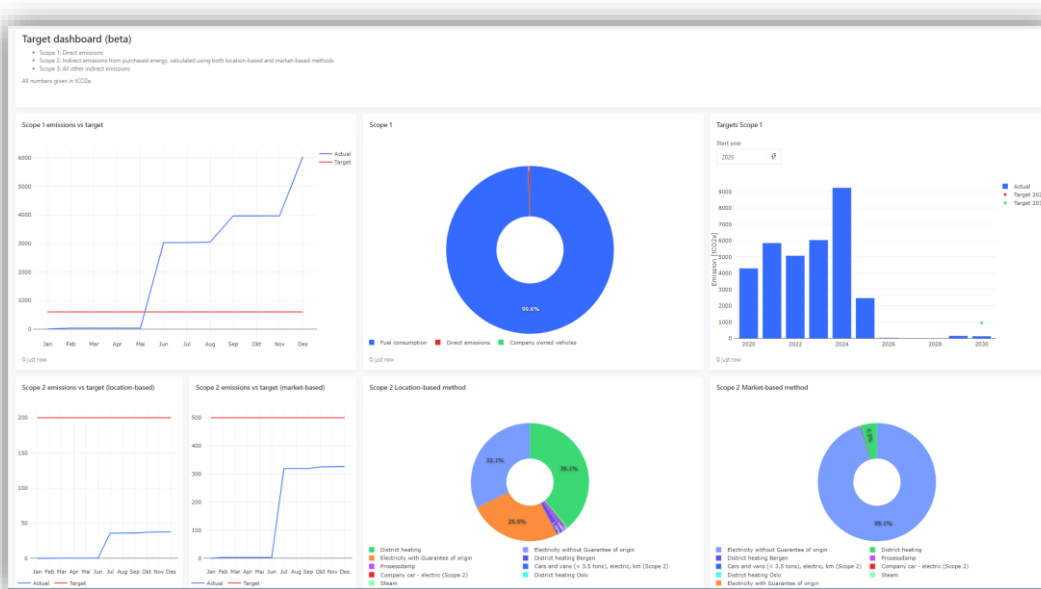 Target dashboard (beta)
Scope 1: Direct emissions
Scope 2: Indirect emissions from purchased energy, calculated using both location-based and market-based methods
Scope 3: All other indirect emissions
All numbers given in tCO2e.
Scope 1 emissions vs target
Actual
Target
6000
5000
4000
3000
2000
1000
0
Jan Feb Mar Apr Mai Jun Jul Aug Sep Okt Nov Des
just now
Scope 1
99.8%
Fuel consumption Direct emissions Company owned vehicles
just now
Targets Scope 1
Start year
2020
Actual
Target 202
Target 203
Emission [tCO2e]
9000
8000
7000
6000
5000
4000
3000
2000
1000
0
2020 2022 2024 2026 2028 2030
just now
Scope 2 emissions vs target (location-based)
200
150
100
50
0
Jan Feb Mar Apr Mai Jun Jul Aug Sep Okt Nov Des
Actual Target
Scope 2 emissions vs target (market-based)
500
400
300
200
100
0
Jan Feb Mar Apr Mai Jun Jul Aug Sep Okt Nov Des
Actual Target
Scope 2 Location-based method
32.1%
25.5%
District heating Electricity without Guarantee of origin
Electricity with Guarantee of origin District heating Bergen
Prosessdamp Cars and vans (< 3.5 tons), electric, km (Scope 2)
Company car - electric (Scope 2) District heating Oslo
Steam
Scope 2 Market-based method
95.1%
Electricity without Guarantee of origin District heating
District heating Bergen Prosessdamp
Cars and vans (< 3.5 tons), electric, km (Scope 2) Company car - electric (Scope 2)
District heating Oslo Steam
Electricity with Guarantee of origin